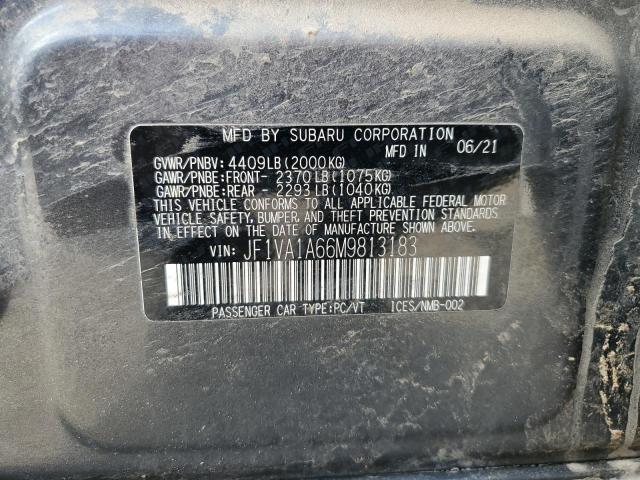 MFD BY SUBARU CORPORATION
MFD IN 06/21
GVWR/PNBV: 4409LB(2000KG)
GAWR/PNBE:FRONT- 2370LB(1075KG)
GAWR/PNBE:REAR - 2293LB(1040KG)
THIS VEHICLE CONFORMS TO ALL APPLICABLE FEDERAL MOTOR
VEHICLE SAFETY, BUMPER, AND THEFT PREVENTION STANDARDS
IN EFFECT ON THE DATE OF MANUFACTURE SHOWN ABOVE.
VIN: JF1VA1A66M9813183
PASSENGER CAR TYPE:PC/VT ICES/NMB-002